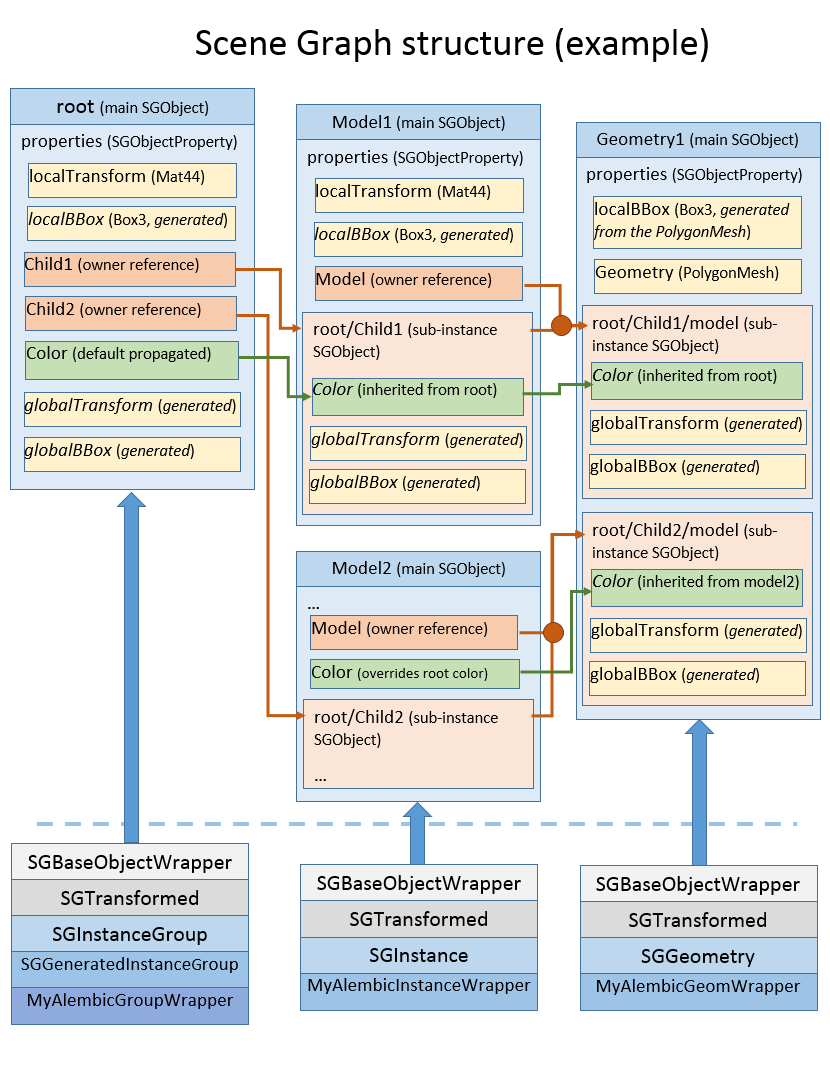 Scene Graph structure (example)
root (main SGObject)
properties (SGObjectProperty)
localTransform (Mat44)
localBBox (Box3, generated)
Child1 (owner reference)
Child2 (owner reference)
Color (default propagated)
globalTransform (generated)
globalBBox (generated)
Model1 (main SGObject)
properties (SGObjectProperty)
localTransform (Mat44)
localBBox (Box3, generated)
Model (owner reference)
root/Child1 (sub-instance
SGObject)
Color (inherited from root)
globalTransform (generated)
globalBBox (generated)
Model2 (main SGObject)
...
Model (owner reference)
Color (overrides root color)
root/Child2 (sub-instance
SGObject)
...
Geometry1 (main SGObject)
properties (SGObjectProperty)
localBBox (Box3, generated
from the PolygonMesh)
Geometry (PolygonMesh)
root/Child1/model (sub-
instance SGObject)
Color (inherited from root)
globalTransform (generated)
globalBBox (generated)
root/Child2/model (sub-
instance SGObject)
Color (inherited from model2)
globalTransform (generated)
globalBBox (generated)
SGBaseObjectWrapper
SGTransformed
SGInstanceGroup
SGGeneratedInstanceGroup
MyAlembicGroupWrapper
SGBaseObjectWrapper
SGTransformed
SGInstance
MyAlembicInstanceWrapper
SGBaseObjectWrapper
SGTransformed
SGGeometry
MyAlembicGeomWrapper